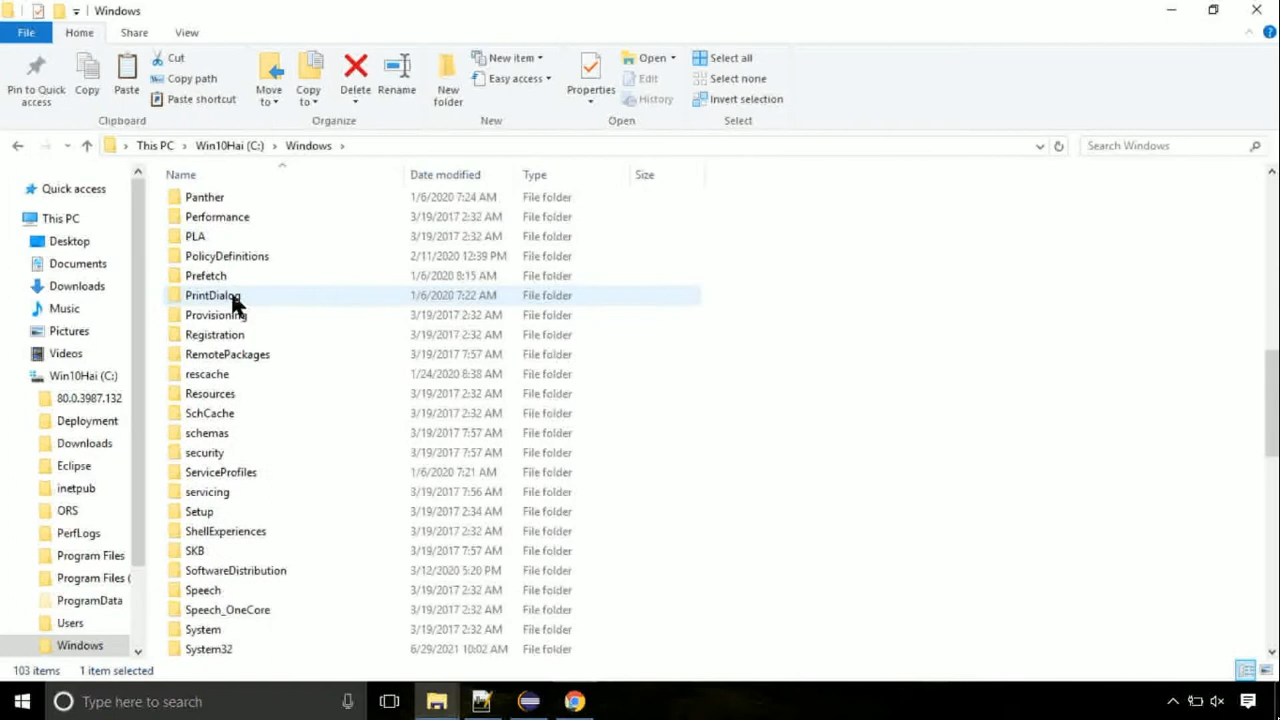 Windows
File Home Share View
Pin to Quick access
Copy
Paste
Cut
Copy path
Paste shortcut
Clipboard
Move to
Copy to
Delete
Rename
Organize
New folder
New item
Easy access
New
Properties
Open
Edit
History
Open
Select all
Select none
Invert selection
Select
This PC > Win10Hai (C:) > Windows >
Search Windows
Quick access
This PC
Desktop
Documents
Downloads
Music
Pictures
Videos
Win10Hai (C:)
80.0.3987.132
Deployment
Downloads
Eclipse
inetpub
ORS
PerfLogs
Program Files
Program Files (
ProgramData
Users
Windows
Name Date modified Type Size
Panther 1/6/2020 7:24 AM File folder
Performance 3/19/2017 2:32 AM File folder
PLA 3/19/2017 2:32 AM File folder
PolicyDefinitions 2/11/2020 12:39 PM File folder
Prefetch 1/6/2020 8:15 AM File folder
PrintDialog 1/6/2020 7:22 AM File folder
Provisioning 3/19/2017 2:32 AM File folder
Registration 3/19/2017 2:32 AM File folder
RemotePackages 3/19/2017 7:57 AM File folder
rescache 1/24/2020 8:38 AM File folder
Resources 3/19/2017 2:32 AM File folder
SchCache 3/19/2017 2:32 AM File folder
schemas 3/19/2017 7:57 AM File folder
security 3/19/2017 7:57 AM File folder
ServiceProfiles 1/6/2020 7:21 AM File folder
servicing 3/19/2017 7:56 AM File folder
Setup 3/19/2017 2:34 AM File folder
ShellExperiences 3/19/2017 2:32 AM File folder
SKB 3/19/2017 7:57 AM File folder
SoftwareDistribution 3/12/2020 5:20 PM File folder
Speech 3/19/2017 2:32 AM File folder
Speech_OneCore 3/19/2017 2:32 AM File folder
System 3/19/2017 2:32 AM File folder
System32 6/29/2021 10:02 AM File folder
103 items 1 item selected
Type here to search